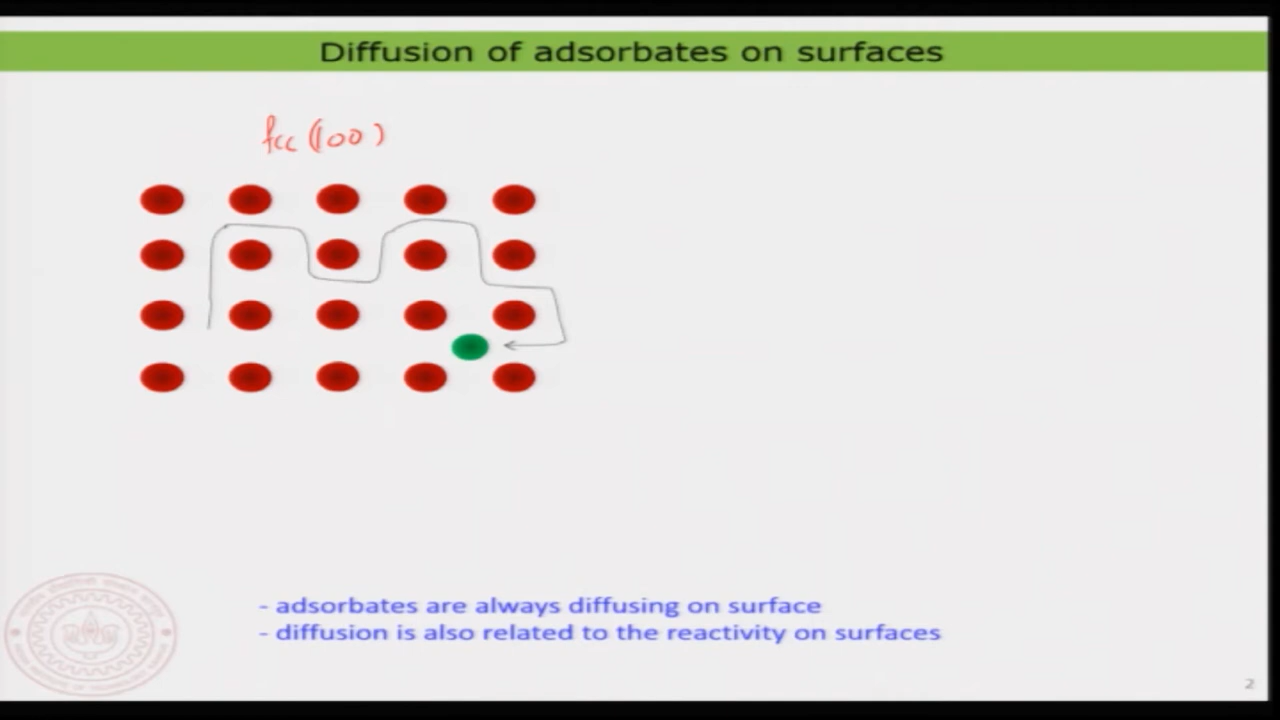 Diffusion of adsorbates on surfaces
fcc (100)
- adsorbates are always diffusing on surface
- diffusion is also related to the reactivity on surfaces
2